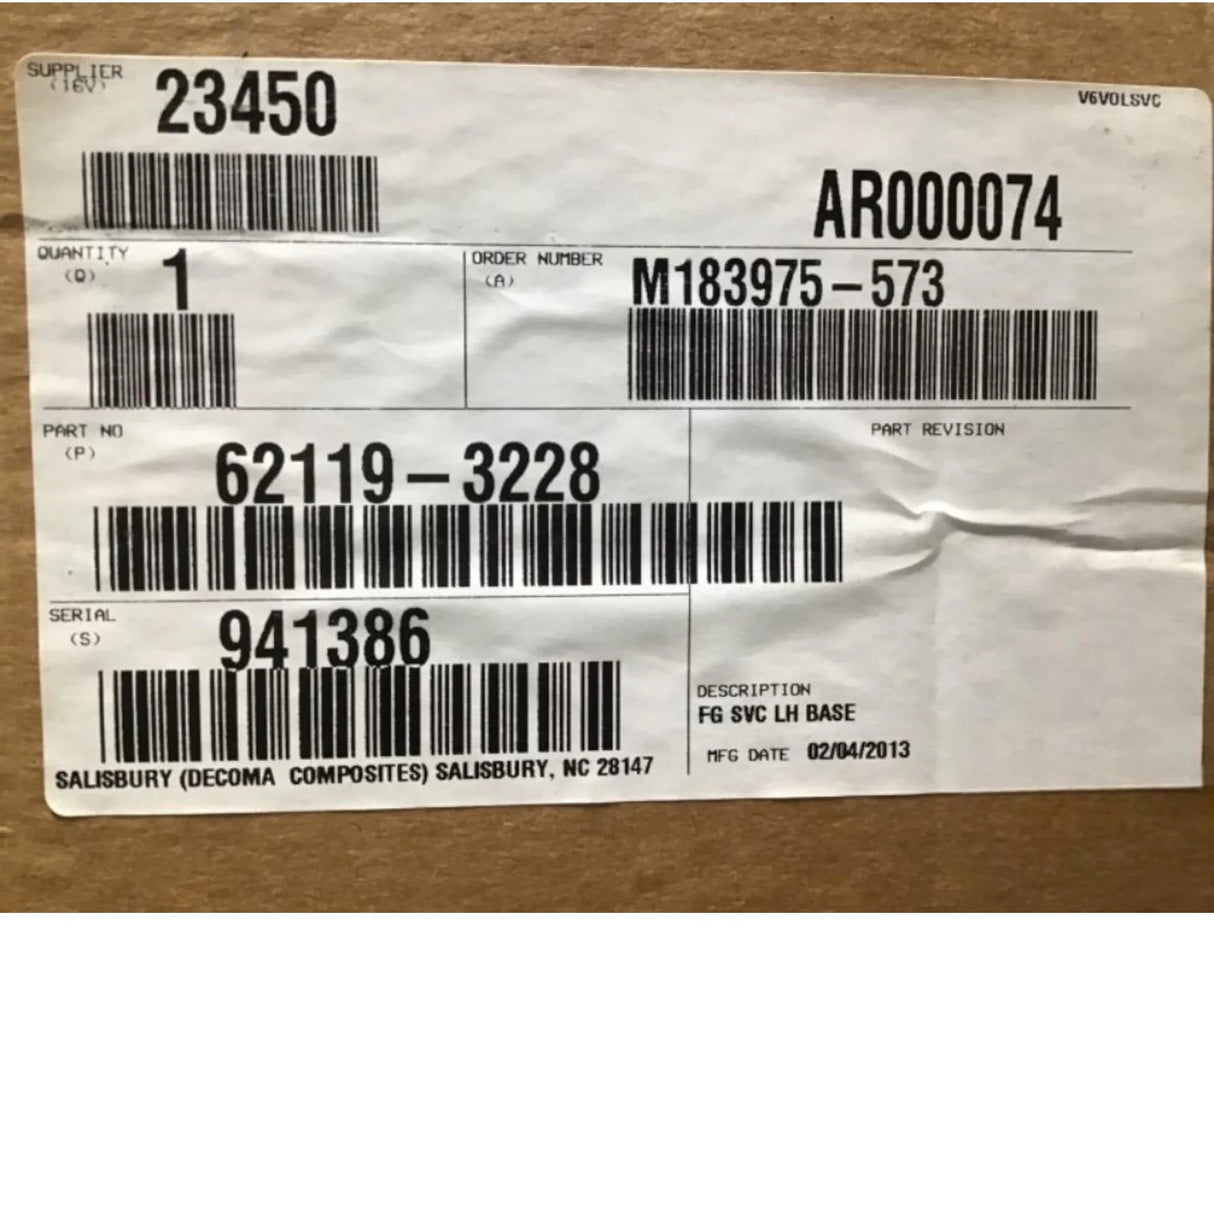 SUPPLIER 23450
(16V)
V6VOLSVC
AR000074
QUANTITY 1
(Q)
ORDER NUMBER M183975-573
(A)
PART NO
(P) 62119-3228
PART REVISION
SERIAL 941386
(S)
DESCRIPTION
FG SVC LH BASE
MFG DATE 02/04/2013
SALISBURY (DECOMA COMPOSITES) SALISBURY, NC 28147